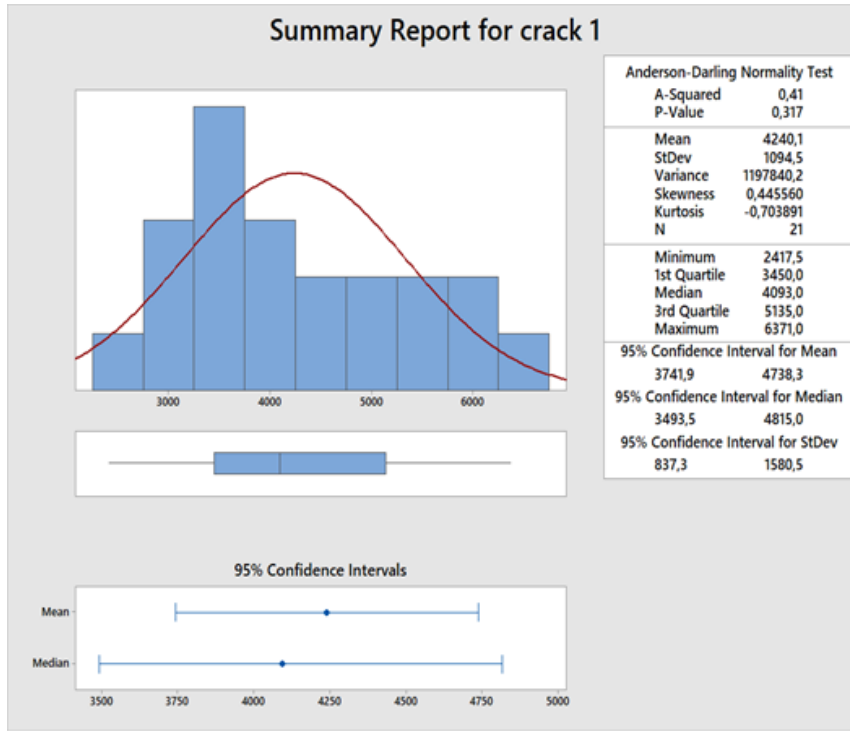 Summary Report for crack 1
3000 4000 5000 6000
95% Confidence Intervals
Mean
Median
3500 3750 4000 4250 4500 4750 5000
Anderson-Darling Normality Test
A-Squared 0,41
P-Value 0,317
Mean 4240,1
StDev 1094,5
Variance 1197840,2
Skewness 0,445560
Kurtosis -0,703891
N 21
Minimum 2417,5
1st Quartile 3450,0
Median 4093,0
3rd Quartile 5135,0
Maximum 6371,0
95% Confidence Interval for Mean
3741,9 4738,3
95% Confidence Interval for Median
3493,5 4815,0
95% Confidence Interval for StDev
837,3 1580,5